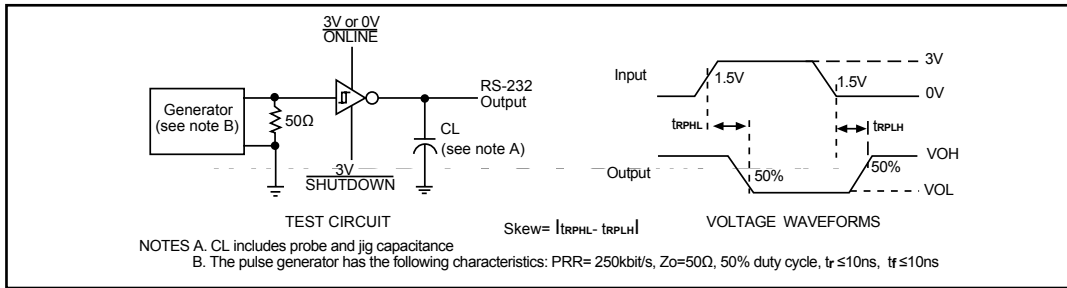 3V or 0V
ONLINE
Generator
(see note B)
50Ω
RS-232
Output
CL
(see note A)
3V
SHUTDOWN
TEST CIRCUIT
Input
1.5V
1.5V
3V
0V
tRPHL
tRPLH
Output
50%
50%
VOH
VOL
Skew= |tRPHL- tRPLH|
VOLTAGE WAVEFORMS
NOTES A. CL includes probe and jig capacitance
B. The pulse generator has the following characteristics: PRR= 250kbit/s, Zo=50Ω, 50% duty cycle, tr ≤10ns, tf ≤10ns